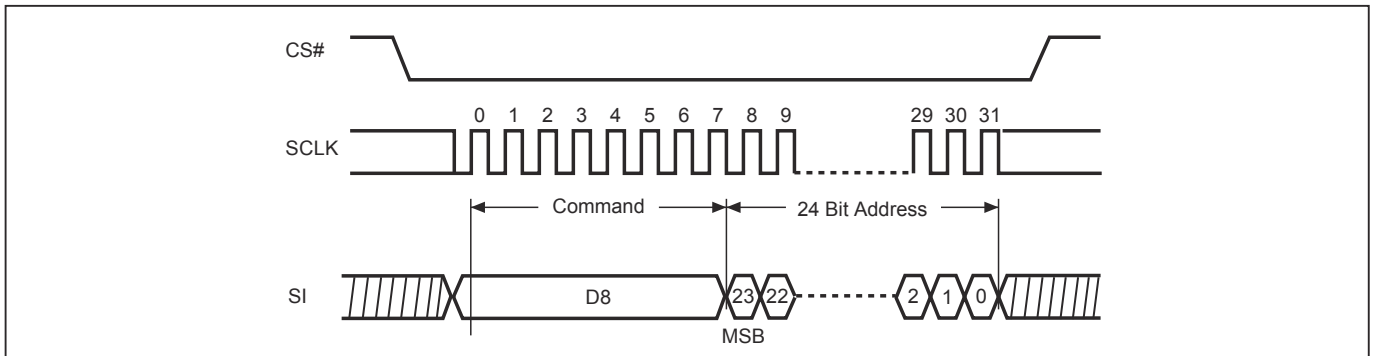 CS#
0 1 2 3 4 5 6 7 8 9 29 30 31
SCLK
Command 24 Bit Address
SI D8 23 22 2 1 0
MSB